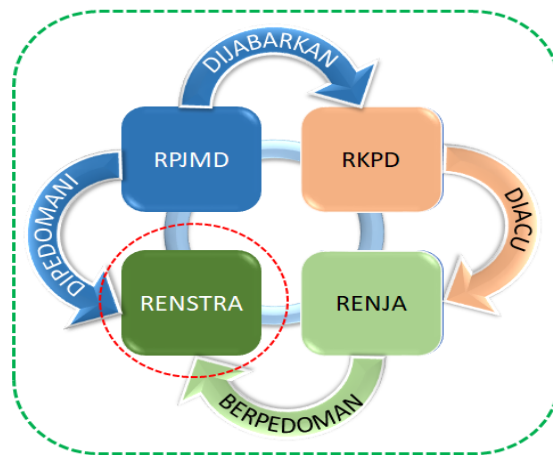 DIJABARKAN
RPJMD
RKPD
DIPEDOMANI
DIACU
RENSTRA
RENJA
BERPEDOMAN